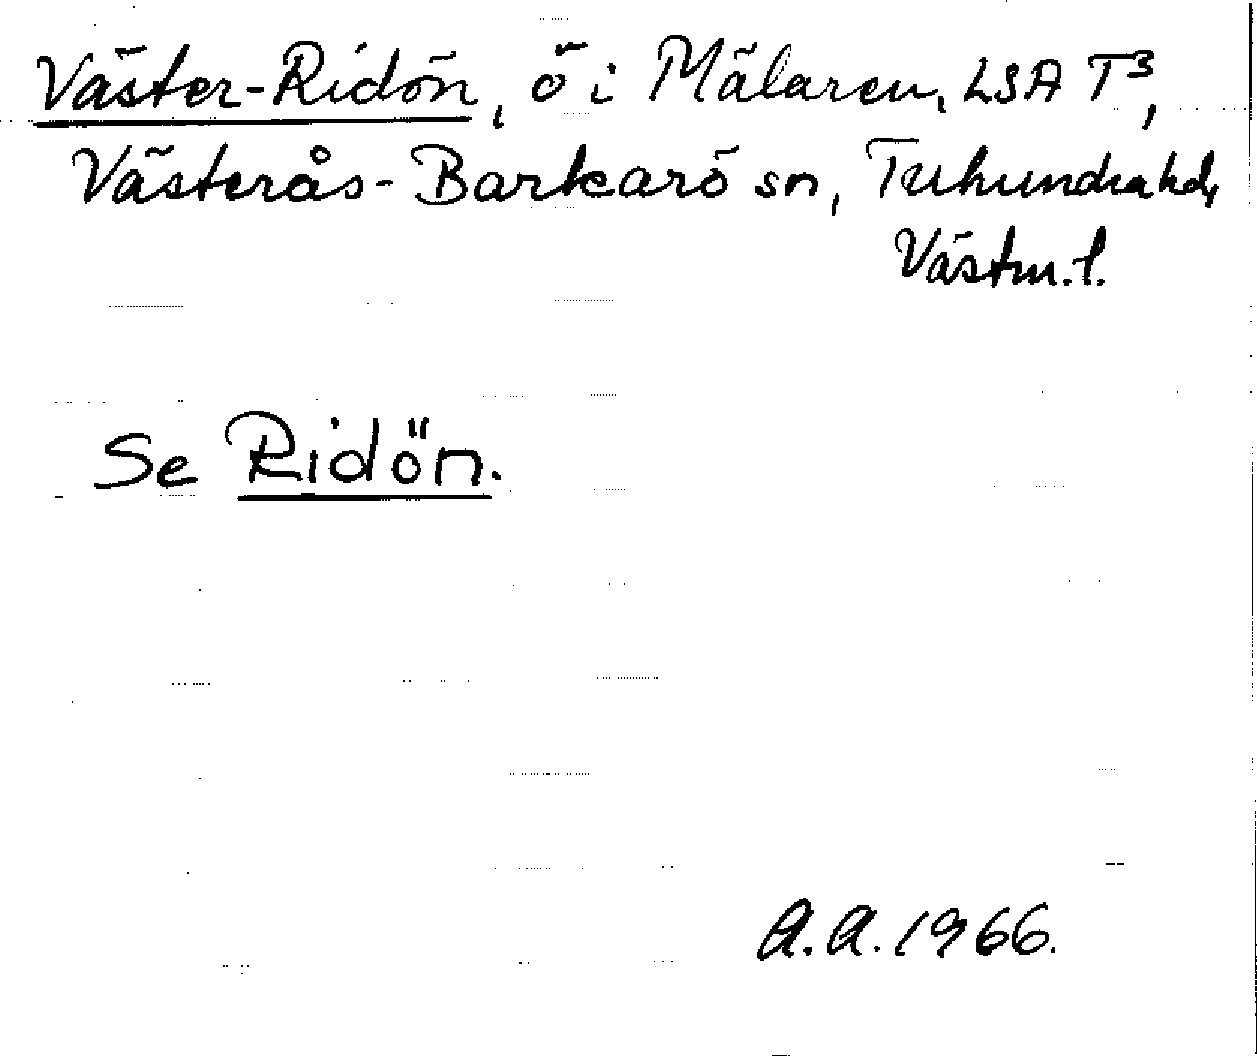 Väster-Ridön, ö i Mälaren, LSA T³,
Västerås-Barkarö sn, Tuhundra hd,
Västm. l.
Se Ridön.
A.A. 1966.